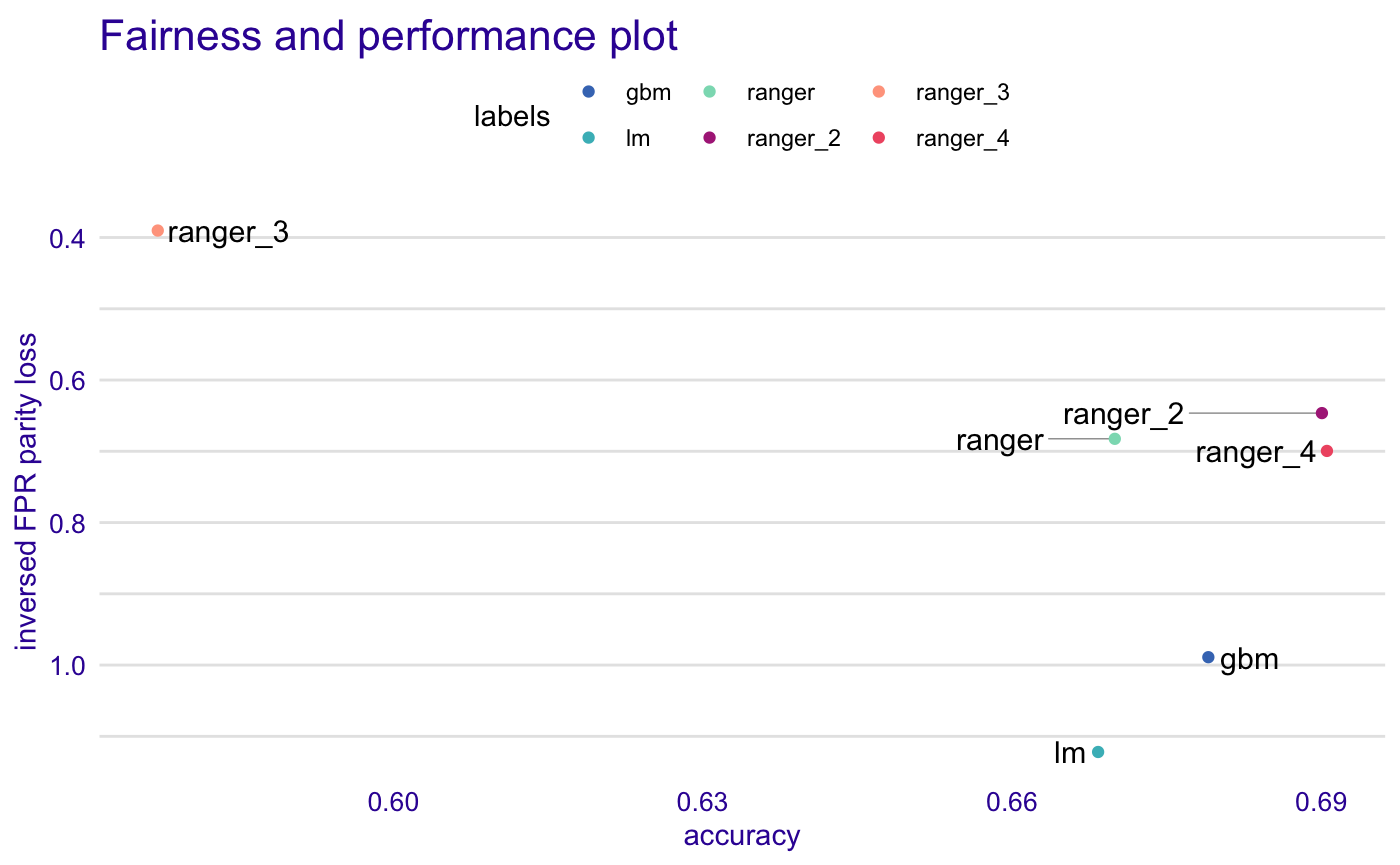 Fairness and performance plot
labels
gbm ranger ranger_3
lm ranger_2 ranger_4
inversed FPR parity loss
0.4
0.6
0.8
1.0
ranger_3
ranger_2
ranger
ranger_4
gbm
lm
0.60 0.63 0.66 0.69
accuracy